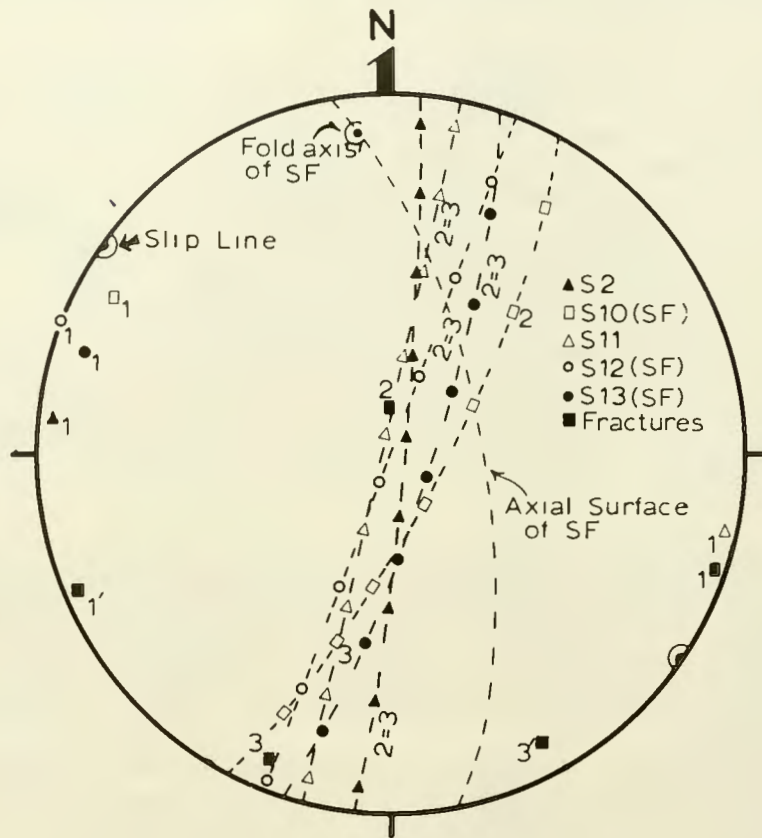 N
Fold axis
of SF
Slip Line
2=3
2=3
2=3
2=3
▲ S2
□ S10(SF)
△ S11
○ S12(SF)
● S13(SF)
■ Fractures
1
1
1
1
2
2
Axial Surface
of SF
1
1
1'
3
3
3'